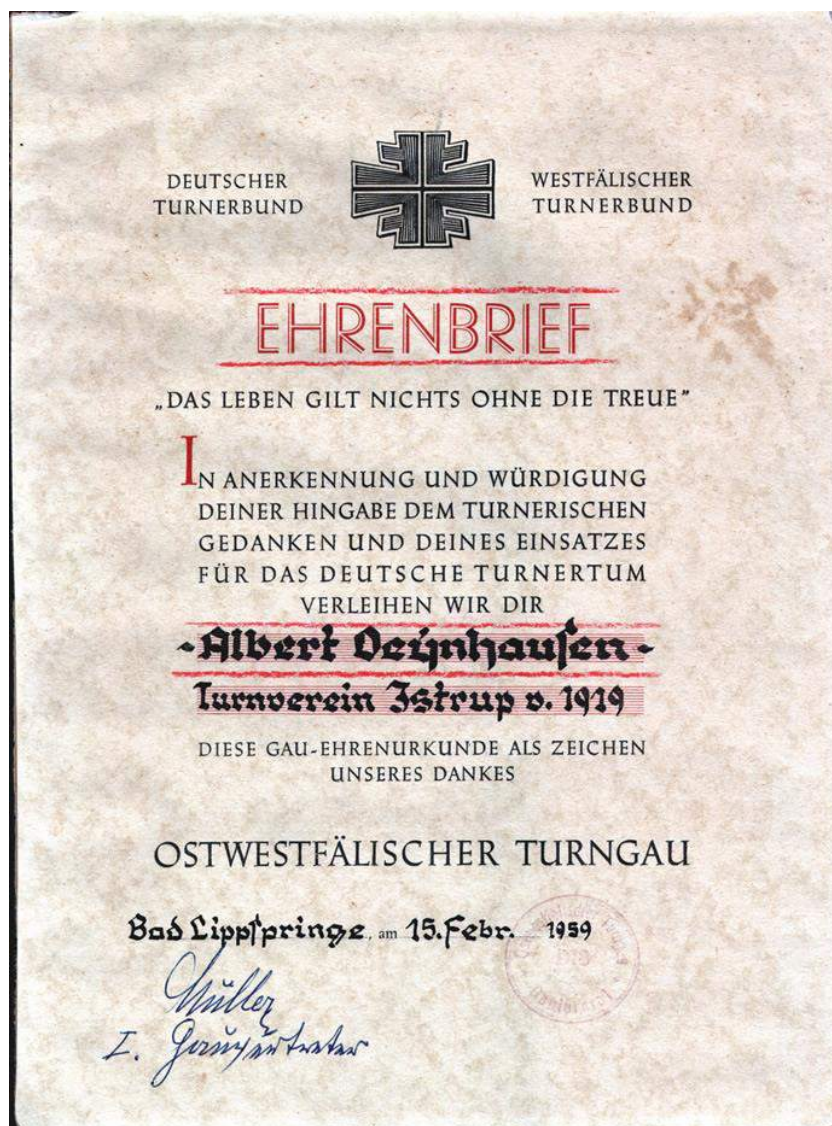 DEUTSCHER
TURNERBUND
WESTFÄLISCHER
TURNERBUND
EHRENBRIEF
„DAS LEBEN GILT NICHTS OHNE DIE TREUE”
IN ANERKENNUNG UND WÜRDIGUNG
DEINER HINGABE DEM TURNERISCHEN
GEDANKEN UND DEINES EINSATZES
FÜR DAS DEUTSCHE TURNERTUM
VERLEIHEN WIR DIR
-Albert Oeynhausen-
Turnverein Istrup v. 1919
DIESE GAU-EHRENURKUNDE ALS ZEICHEN
UNSERES DANKES
OSTWESTFÄLISCHER TURNGAU
Bad Lippspringe, am 15. Febr. 1959
Müller
I. Gauvertreter